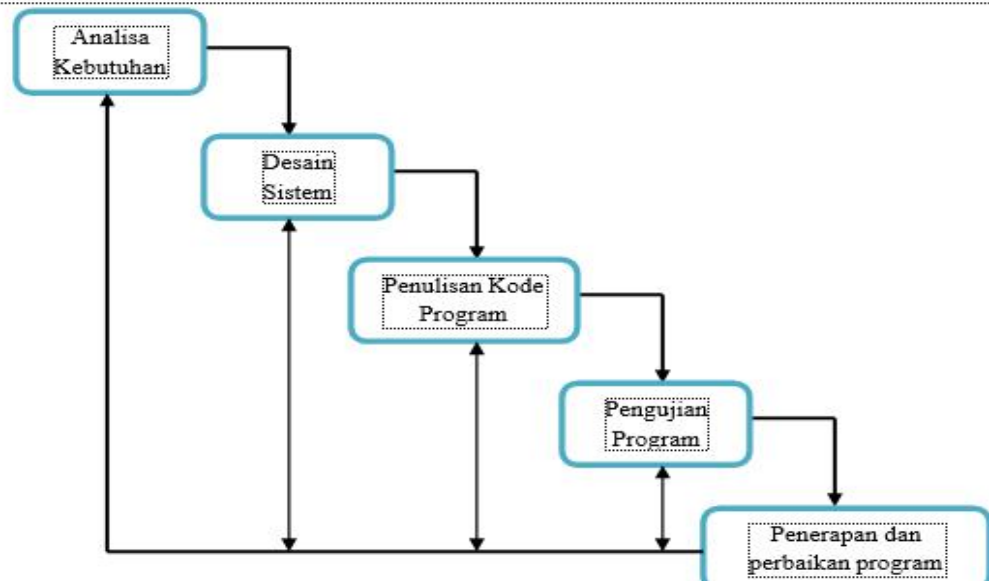 Analisa
Kebutuhan
Desain
Sistem
Penulisan Kode
Program
Pengujian
Program
Penerapan dan
perbaikan program